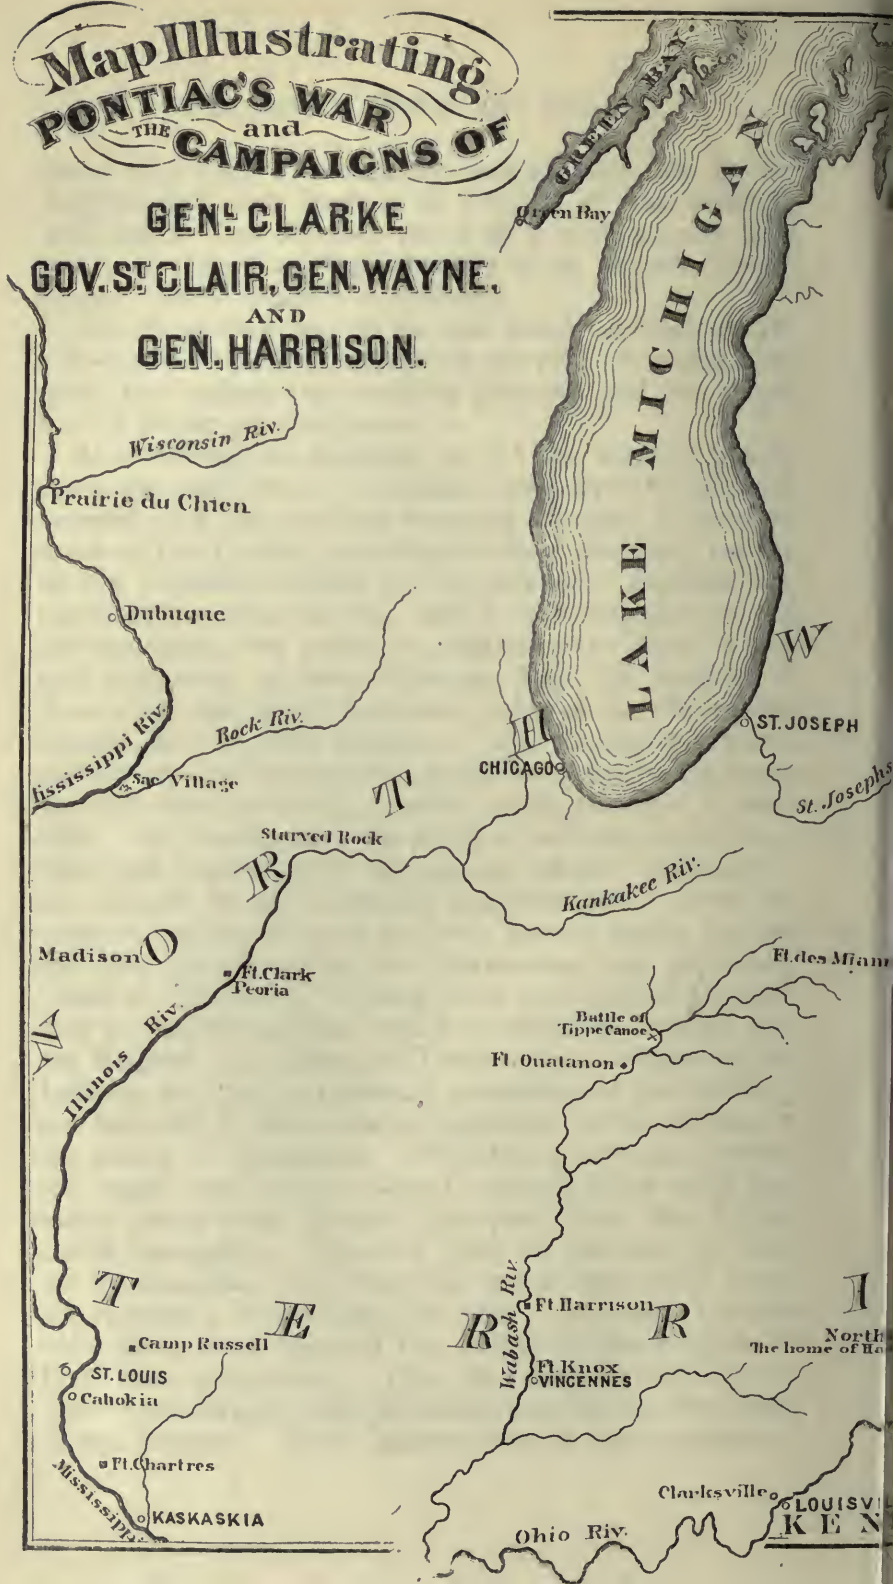 Map Illustrating
PONTIAC'S WAR
THE and
CAMPAIGNS OF
GENL. CLARKE
GOV. ST. CLAIR, GEN. WAYNE.
AND
GEN. HARRISON.
GREEN BAY.
Green Bay
LAKE MICHIGAN
Wisconsin Riv.
Prairie du Chien
Dubuque
Mississippi Riv.
Rock Riv.
Sac Village
CHICAGO
ST. JOSEPH
St. Josephs
Starved Rock
Kankakee Riv.
Madison
Ft. Clark
Peoria
Illinois Riv.
Ft. des Miam
Battle of
Tippe Canoe
Ft. Ouatanon
N O R T H W
T E R R I
Wabash Riv.
Ft. Harrison
North
The home of Ha
Camp Russell
Ft. Knox
VINCENNES
ST. LOUIS
Cahokia
Ft. Chartres
Mississippi
KASKASKIA
Clarksville
LOUISVIL
KEN
Ohio Riv.